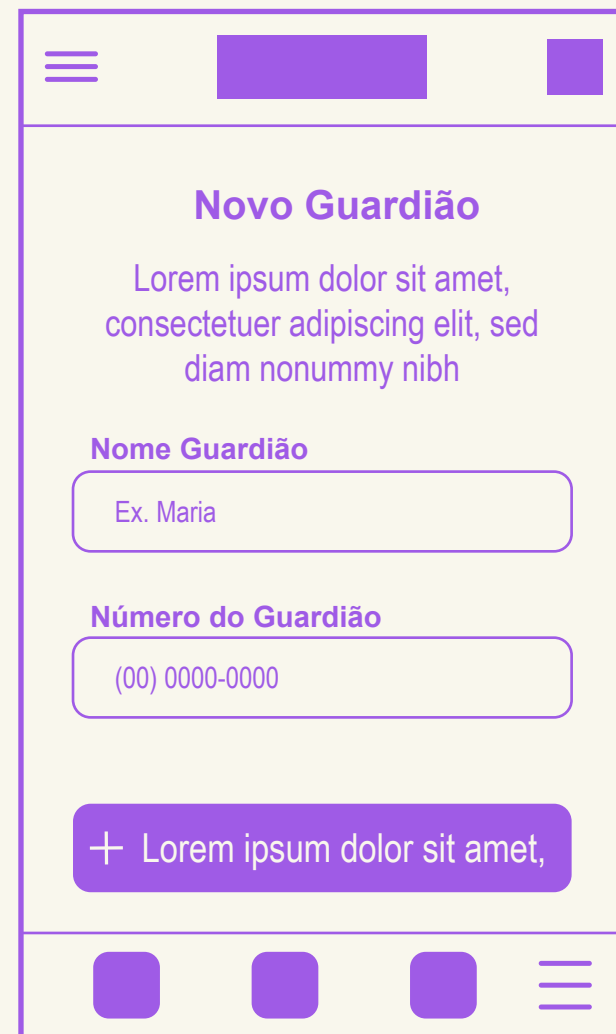 Novo Guardião
Lorem ipsum dolor sit amet,
consectetuer adipiscing elit, sed
diam nonummy nibh
Nome Guardião
Ex. Maria
Número do Guardião
(00) 0000-0000
+ Lorem ipsum dolor sit amet,